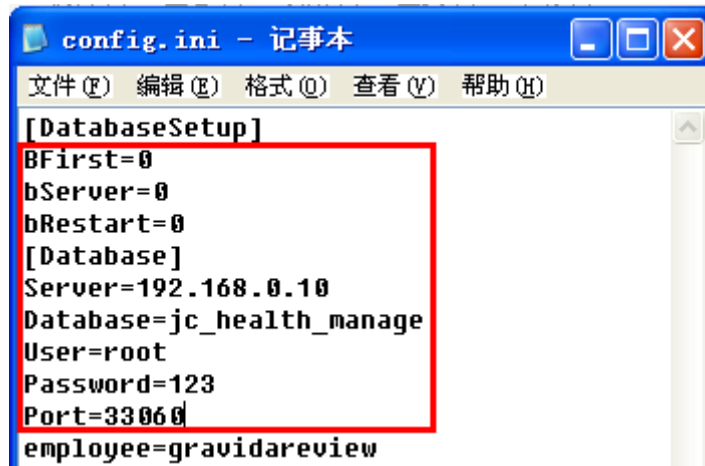 config.ini - 记事本
文件(F) 编辑(E) 格式(O) 查看(V) 帮助(H)
[DatabaseSetup]
BFirst=0
bServer=0
bRestart=0
[Database]
Server=192.168.0.10
Database=jc_health_manage
User=root
Password=123
Port=33060
employee=gravidareview